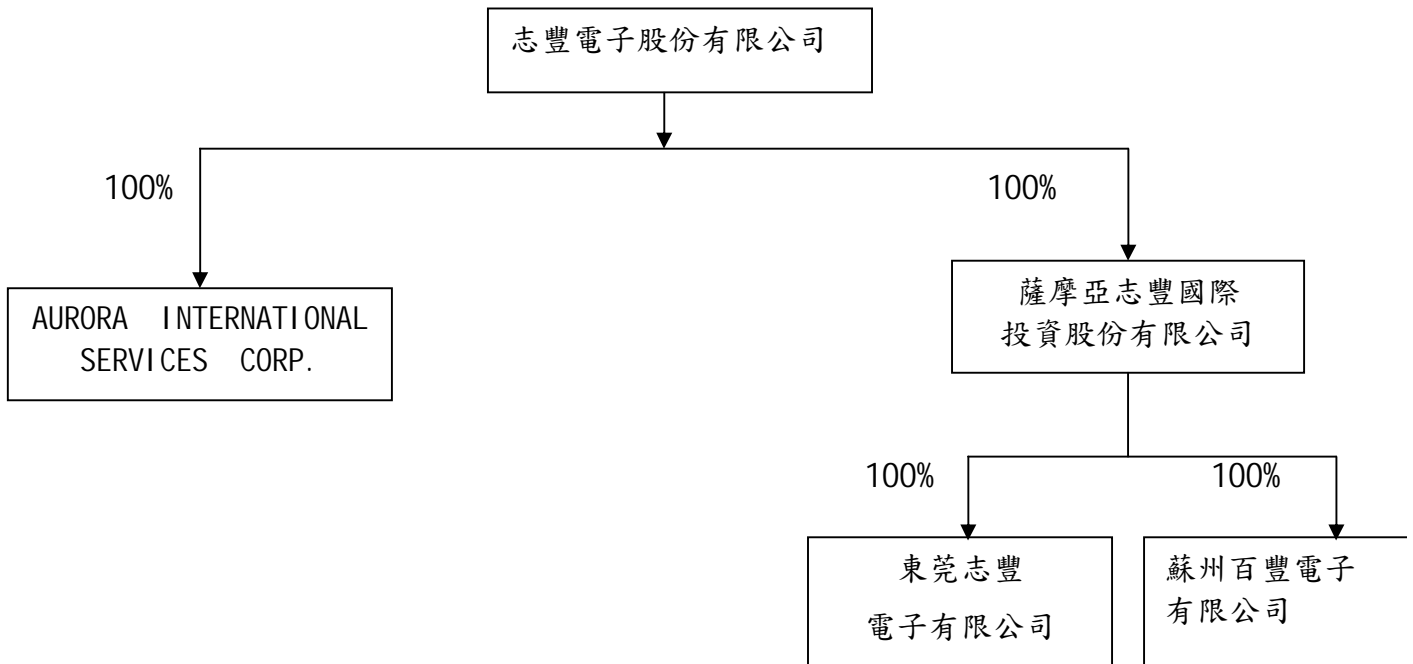 志豐電子股份有限公司
100%
100%
AURORA INTERNATIONAL
SERVICES CORP.
薩摩亞志豐國際
投資股份有限公司
100%
100%
東莞志豐
電子有限公司
蘇州百豐電子
有限公司